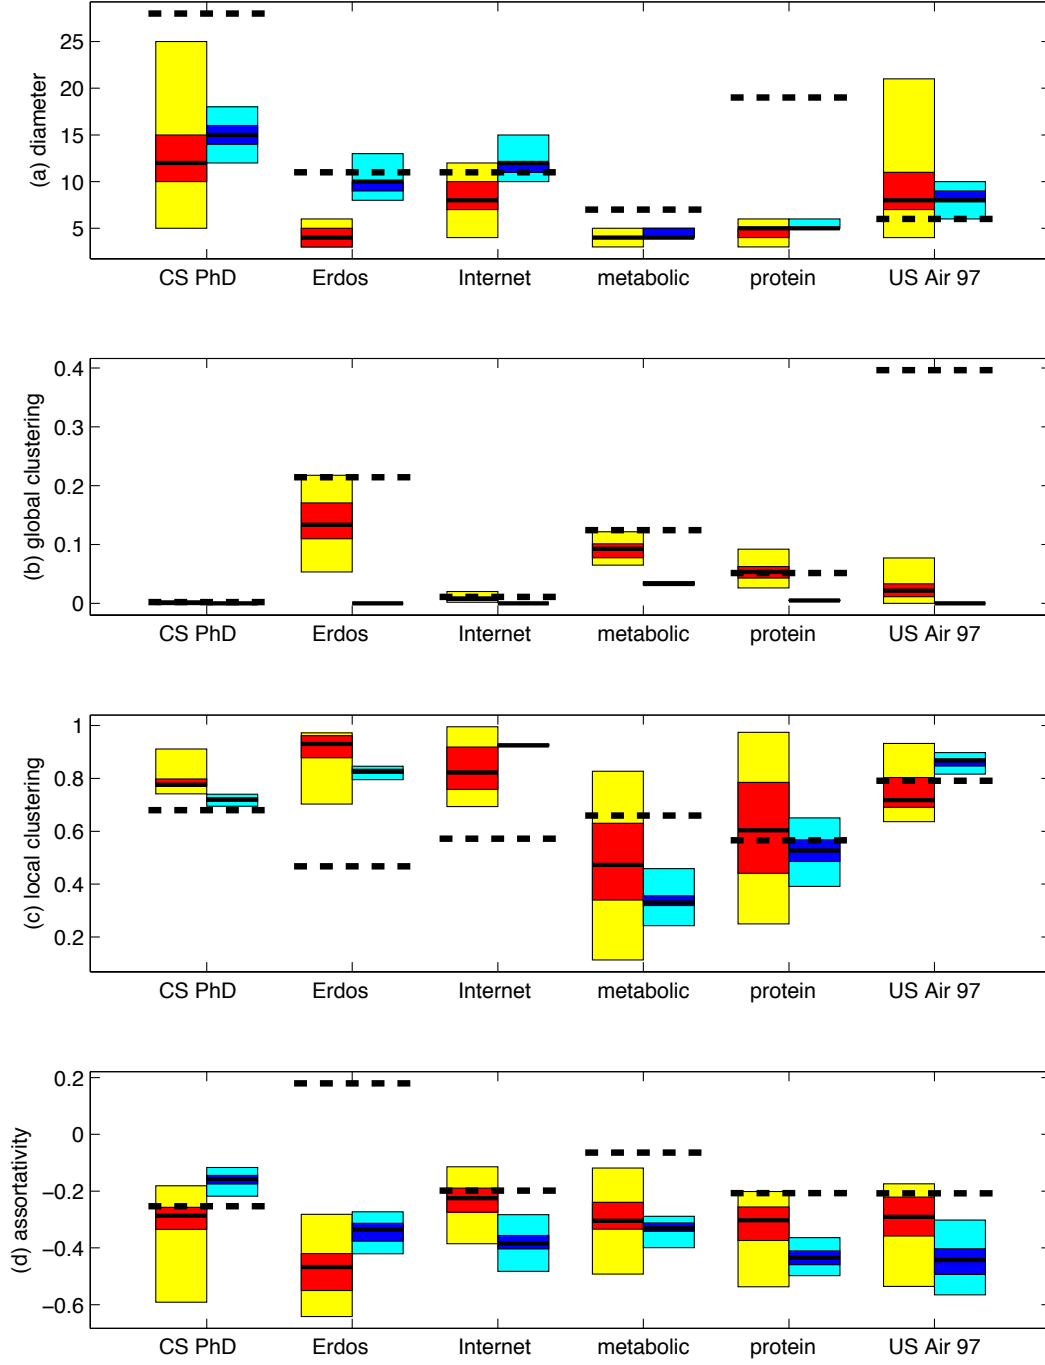 (a) diameter
25
20
15
10
5
CS PhD Erdos Internet metabolic protein US Air 97
(b) global clustering
0.4
0.3
0.2
0.1
0
CS PhD Erdos Internet metabolic protein US Air 97
(c) local clustering
1
0.8
0.6
0.4
0.2
CS PhD Erdos Internet metabolic protein US Air 97
(d) assortativity
0.2
0
−0.2
−0.4
−0.6
CS PhD Erdos Internet metabolic protein US Air 97